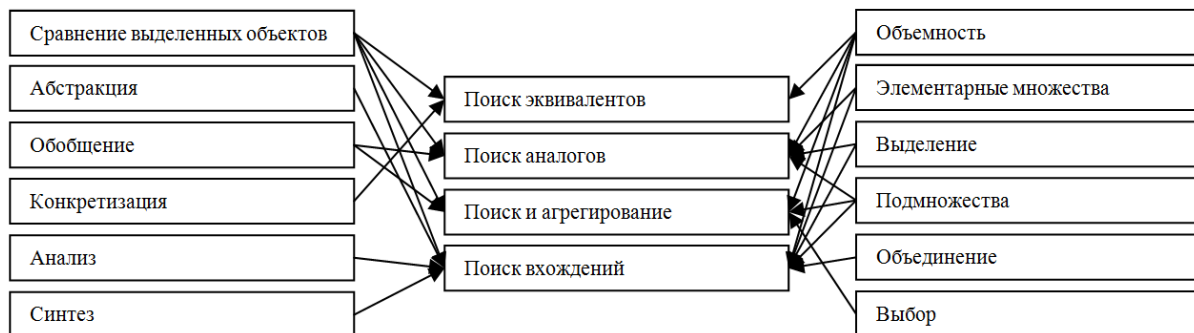 Сравнение выделенных объектов
Абстракция
Обобщение
Конкретизация
Анализ
Синтез
Поиск эквивалентов
Поиск аналогов
Поиск и агрегирование
Поиск вхождений
Объемность
Элементарные множества
Выделение
Подмножества
Объединение
Выбор